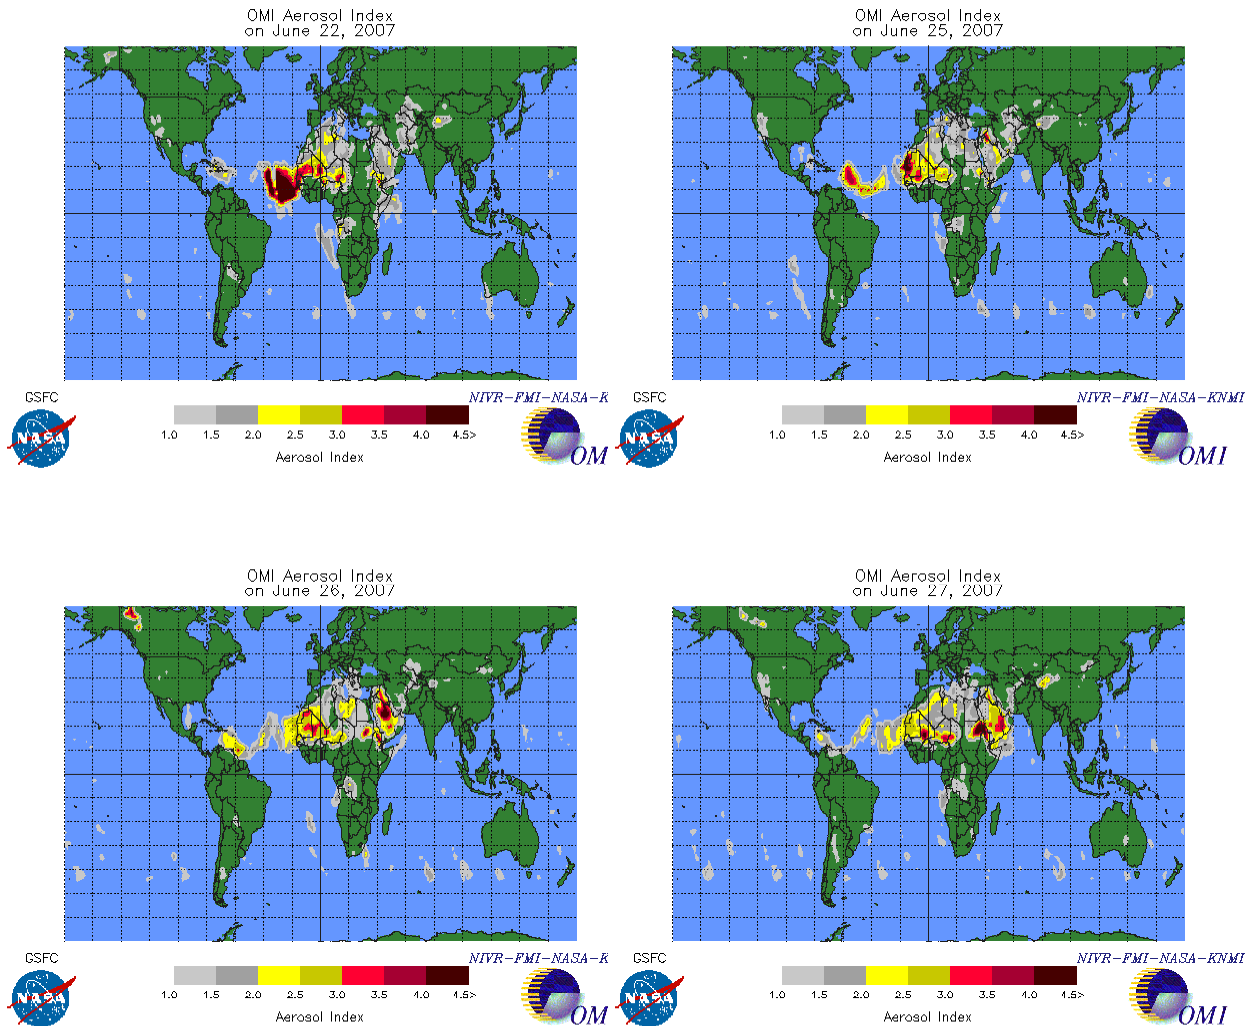 OMI Aerosol Index
on June 22, 2007
GSFC
NIVR-FMI-NASA-K
NASA
1.0 1.5 2.0 2.5 3.0 3.5 4.0 4.5>
Aerosol Index
OM
OMI Aerosol Index
on June 25, 2007
GSFC
NIVR-FMI-NASA-KNMI
NASA
1.0 1.5 2.0 2.5 3.0 3.5 4.0 4.5>
Aerosol Index
OMI
OMI Aerosol Index
on June 26, 2007
GSFC
NIVR-FMI-NASA-K
NASA
1.0 1.5 2.0 2.5 3.0 3.5 4.0 4.5>
Aerosol Index
OM
OMI Aerosol Index
on June 27, 2007
GSFC
NIVR-FMI-NASA-KNMI
NASA
1.0 1.5 2.0 2.5 3.0 3.5 4.0 4.5>
Aerosol Index
OMI